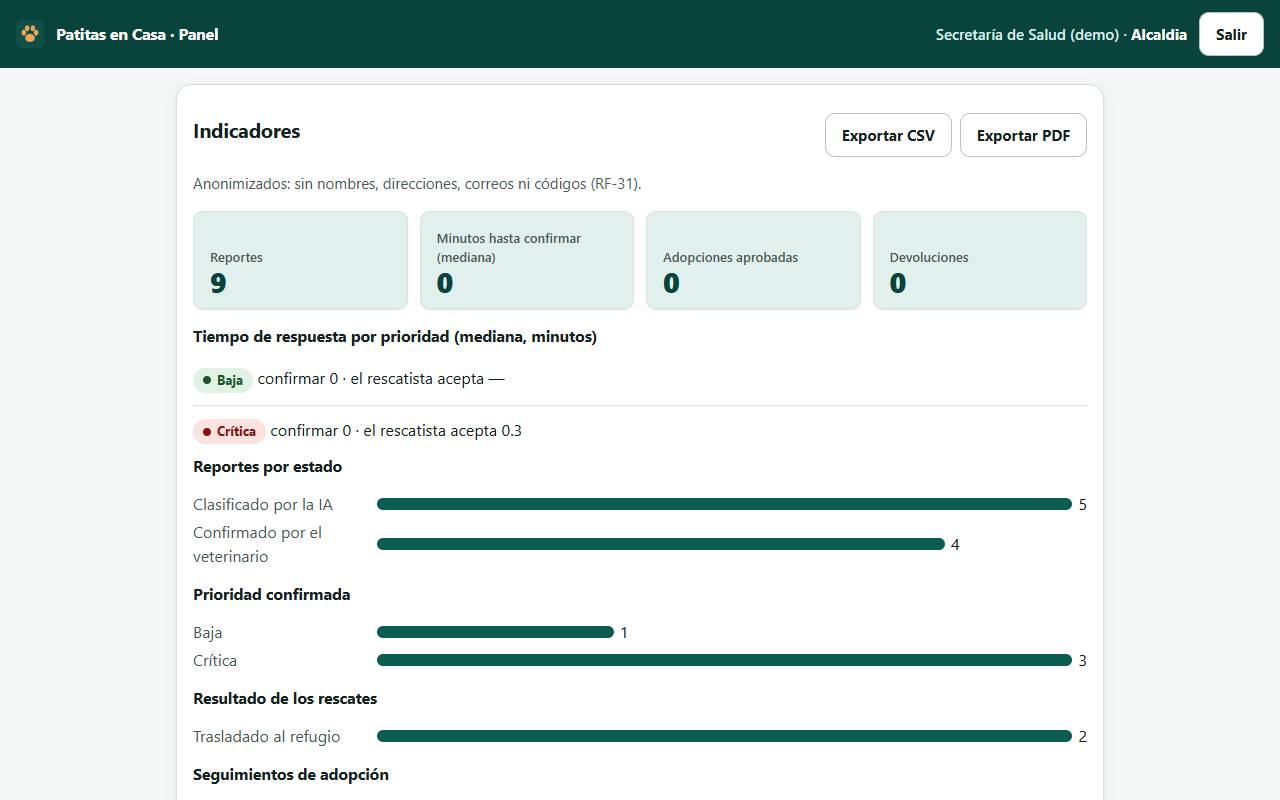 Patitas en Casa · Panel
Secretaría de Salud (demo) · Alcaldia
Salir
Indicadores
Exportar CSV
Exportar PDF
Anonimizados: sin nombres, direcciones, correos ni códigos (RF-31).
Reportes
9
Minutos hasta confirmar
(mediana)
0
Adopciones aprobadas
0
Devoluciones
0
Tiempo de respuesta por prioridad (mediana, minutos)
Baja confirmar 0 · el rescatista acepta —
Crítica confirmar 0 · el rescatista acepta 0.3
Reportes por estado
Clasificado por la IA 5
Confirmado por el
veterinario 4
Prioridad confirmada
Baja 1
Crítica 3
Resultado de los rescates
Trasladado al refugio 2
Seguimientos de adopción